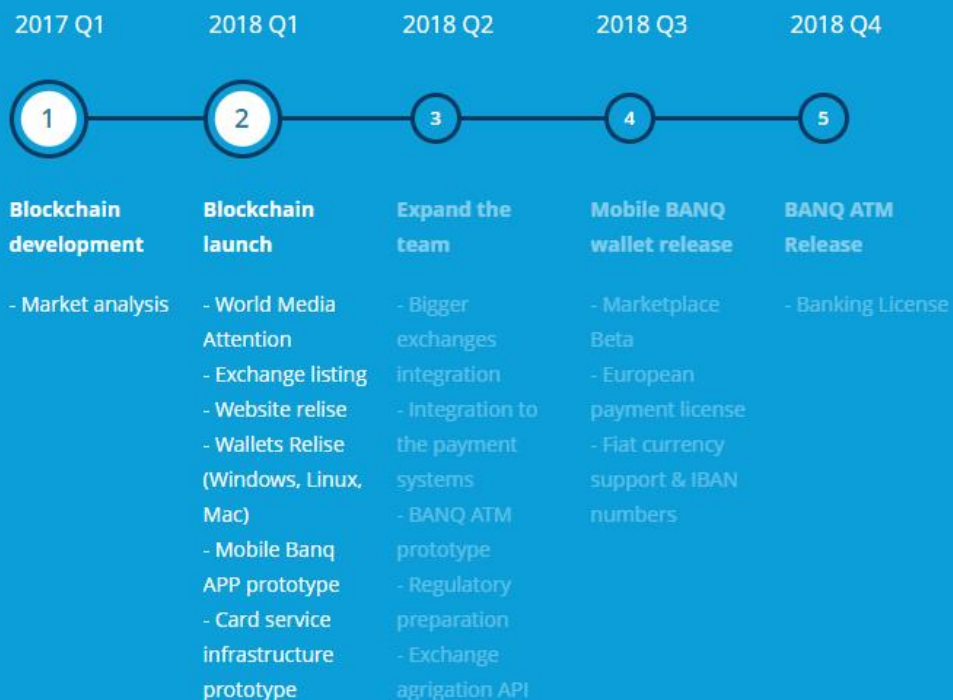 2017 Q1
2018 Q1
2018 Q2
2018 Q3
2018 Q4
1
2
3
4
5
Blockchain
development
- Market analysis
Blockchain
launch
- World Media
Attention
- Exchange listing
- Website relise
- Wallets Relise
(Windows, Linux,
Mac)
- Mobile Banq
APP prototype
- Card service
infrastructure
prototype
Expand the
team
- Bigger
exchanges
integration
- Integration to
the payment
systems
- BANQ ATM
prototype
- Regulatory
preparation
- Exchange
agrigation API
Mobile BANQ
wallet release
- Marketplace
Beta
- European
payment license
- Fiat currency
support & IBAN
numbers
BANQ ATM
Release
- Banking License